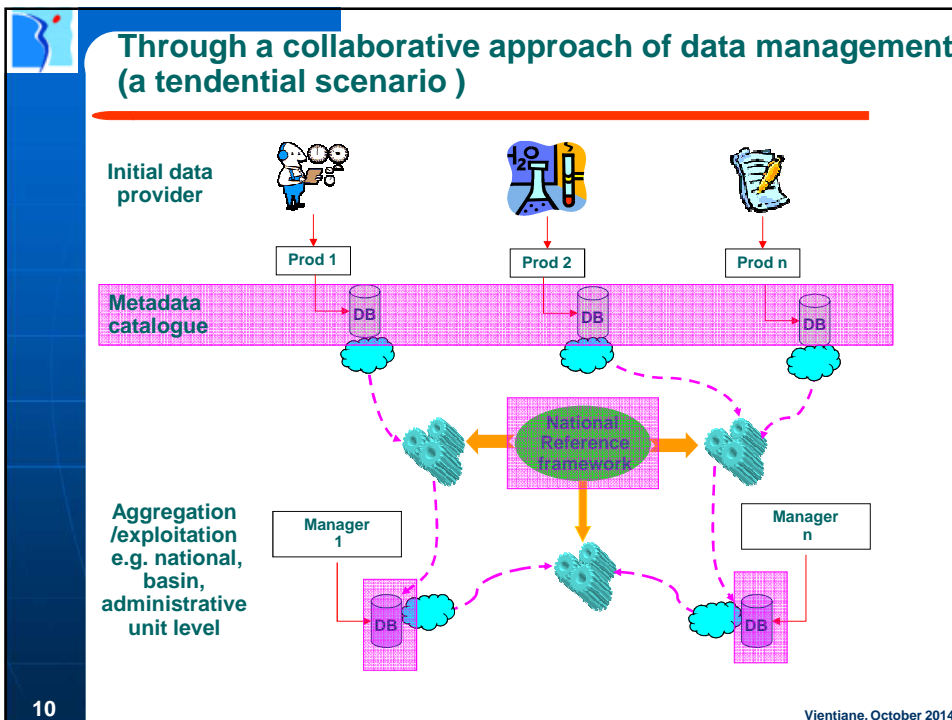 Through a collaborative approach of data management
(a tendential scenario )
Initial data
provider
H2O
Prod 1
Prod 2
Prod n
Metadata
catalogue
DB
DB
DB
National
Reference
framework
Aggregation
/exploitation
e.g. national,
basin,
administrative
unit level
Manager
1
Manager
n
DB
DB
10
Vientiane, October 2014